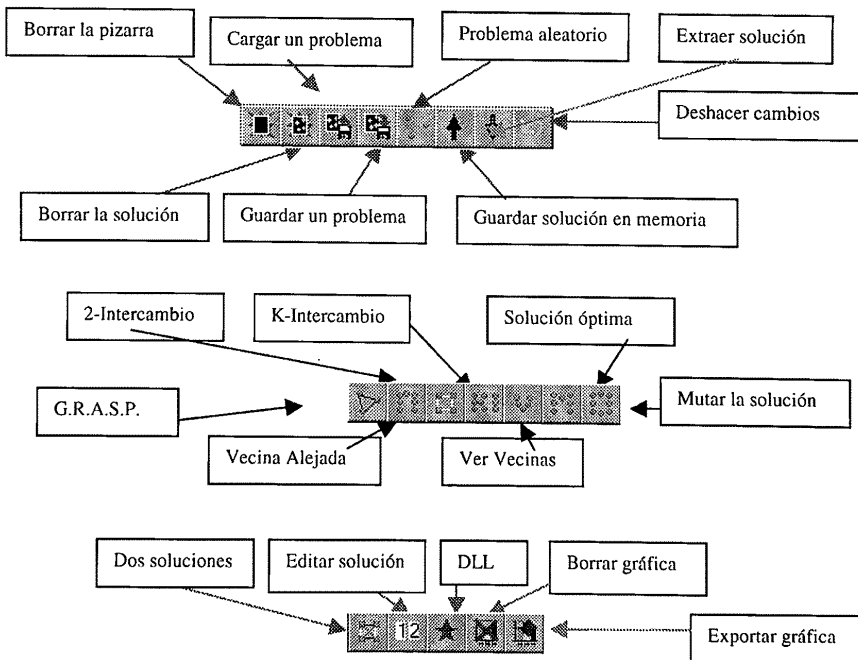 Borrar la pizarra
Cargar un problema
Problema aleatorio
Extraer solución
Deshacer cambios
Borrar la solución
Guardar un problema
Guardar solución en memoria
2-Intercambio
K-Intercambio
Solución óptima
G.R.A.S.P.
Mutar la solución
Vecina Alejada
Ver Vecinas
Dos soluciones
Editar solución
DLL
Borrar gráfica
12
Exportar gráfica